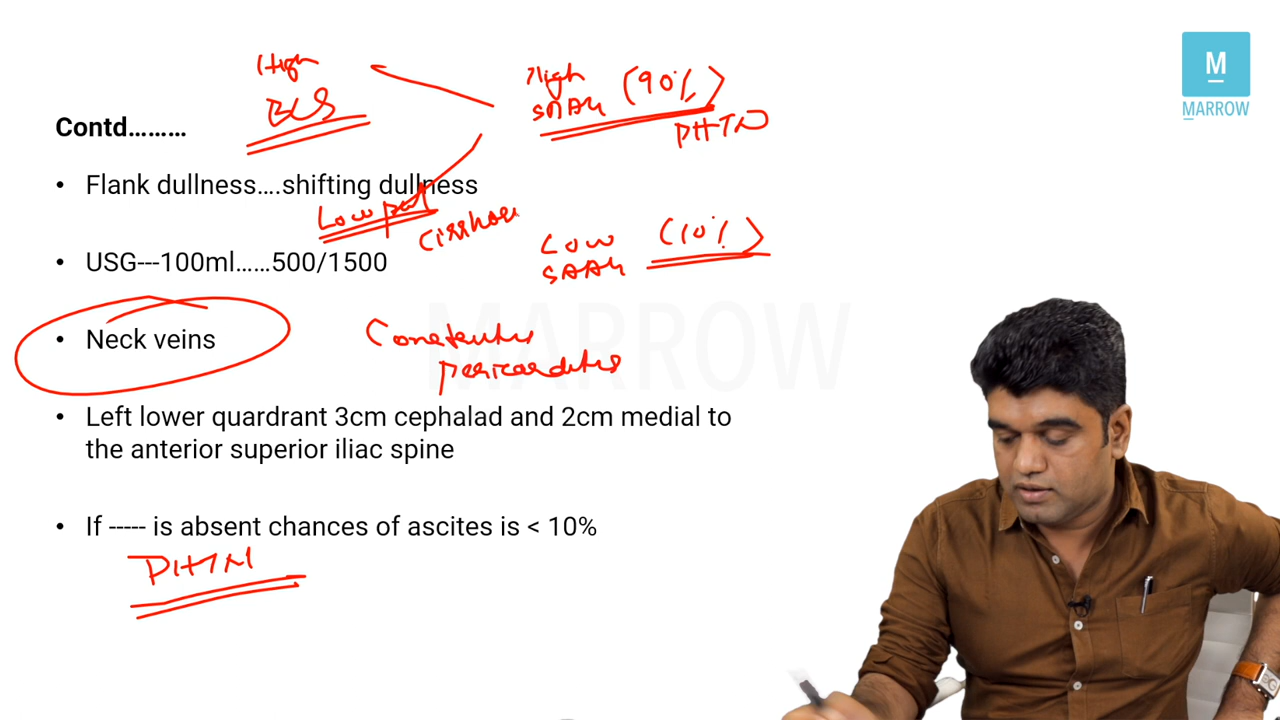 High
BCS
High
SAAG (90%)
PHTN
M
MARROW
Contd………
• Flank dullness….shifting dullness
Low
Cirrhosis
• USG---100ml……500/1500
Low (10%)
SAAG
• Neck veins
Constrictive
pericarditis
MARROW
• Left lower quardrant 3cm cephalad and 2cm medial to
the anterior superior iliac spine
• If ----- is absent chances of ascites is < 10%
PHTN